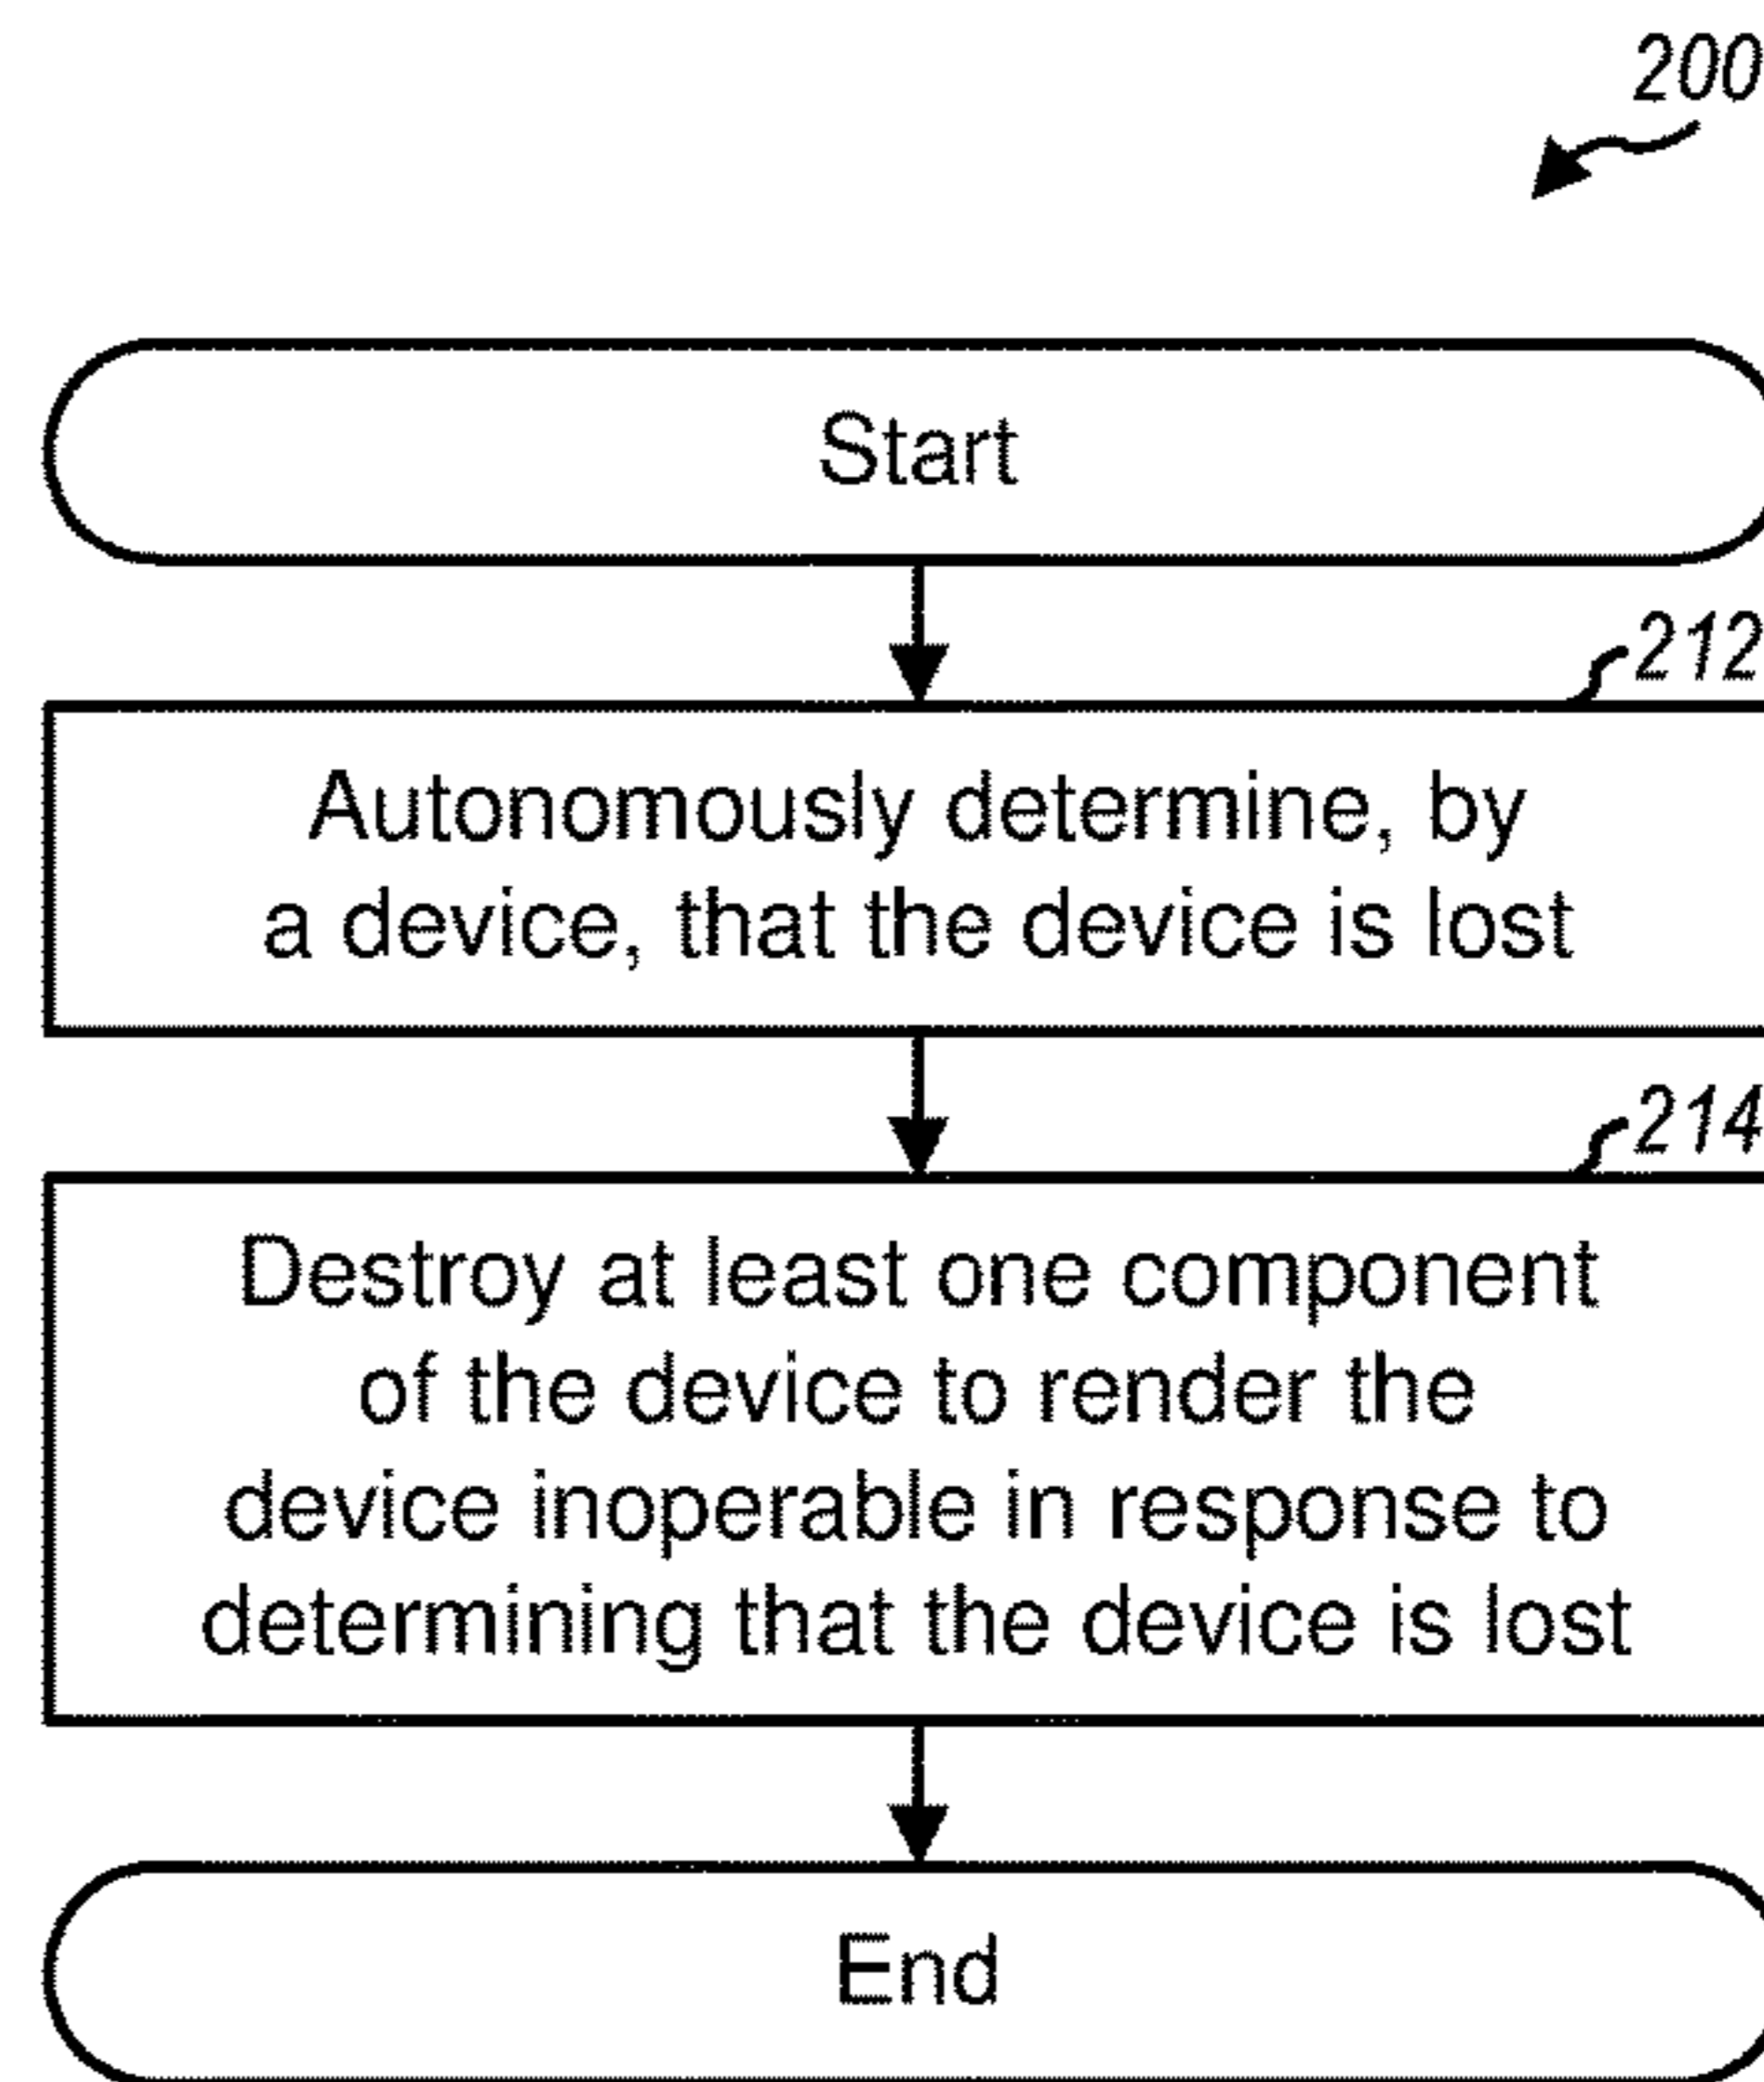 200
Start
212
Autonomously determine, by
a device, that the device is lost
214
Destroy at least one component
of the device to render the
device inoperable in response to
determining that the device is lost
End